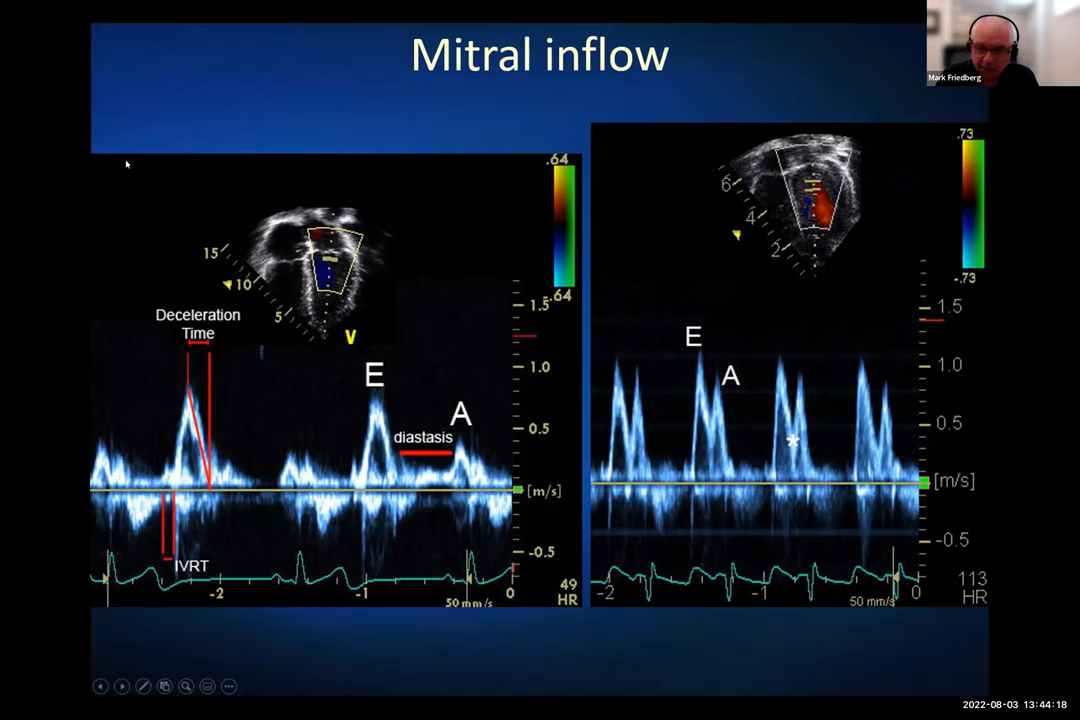 Mitral inflow
Mark Friedberg
.64
15
10
5
.64
V
Deceleration
Time
E
A
diastasis
IVRT
1.5
1.0
0.5
[m/s]
-0.5
-2
-1
0
50 mm/s
49
HR
.73
6
4
2
-.73
E
A
*
1.5
1.0
0.5
[m/s]
-0.5
-2
-1
0
50 mm/s
113
HR
2022-08-03 13:44:18